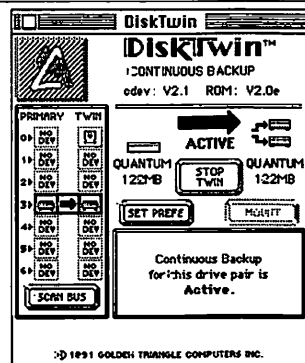 DiskTwin
DiskTwin™
CONTINUOUS BACKUP
cdev: V2.1 ROM: V2.0e
PRIMARY TWIN
ACTIVE
0 NO DEV
1 NO DEV NO DEV
2 NO DEV NO DEV
3
4 NO DEV NO DEV
5 NO DEV NO DEV
6 NO DEV NO DEV
SCAN BUS
QUANTUM
122MB
STOP TWIN
QUANTUM
122MB
SET PREFS
Continuous Backup
for this drive pair is
Active.
© 1991 GOLDEN TRIANGLE COMPUTERS INC.